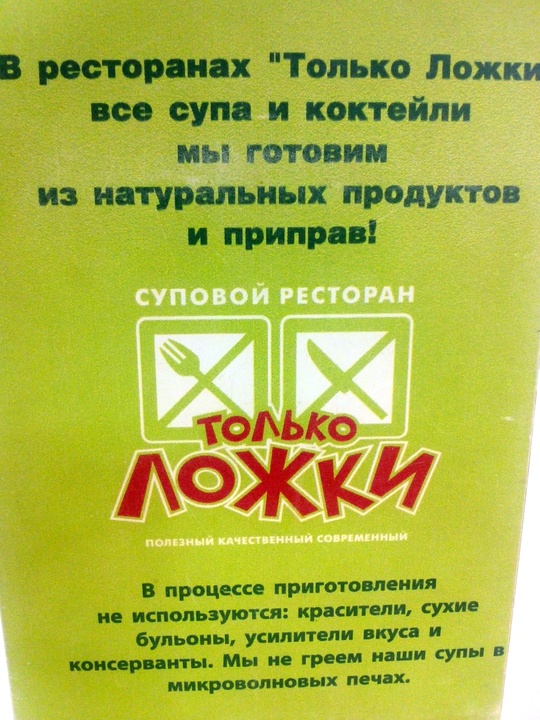 В ресторанах "Только Ложки
все супа и коктейли
мы готовим
из натуральных продуктов
и приправ!
СУПОВОЙ РЕСТОРАН
ТОЛЬКО
ЛОЖКИ
ПОЛЕЗНЫЙ КАЧЕСТВЕННЫЙ СОВРЕМЕННЫЙ
В процессе приготовления
не используются: красители, сухие
бульоны, усилители вкуса и
консерванты. Мы не греем наши супы в
микроволновых печах.